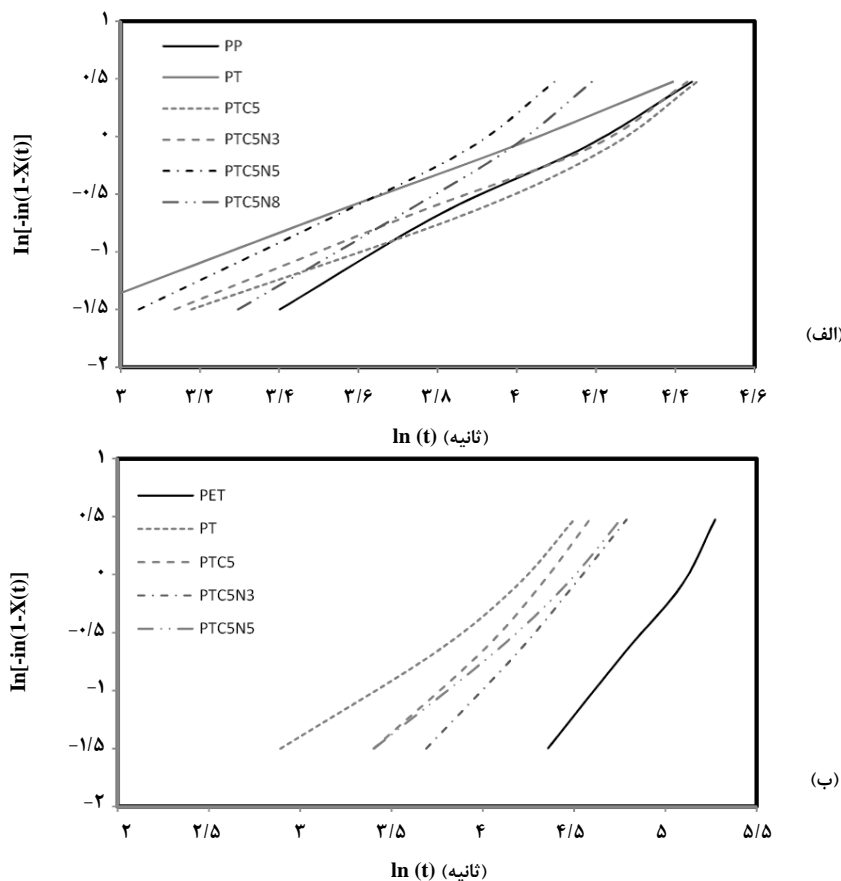 ۱
۰/۵
۰
−۰/۵
−۱
−۱/۵
−۲
ln[-in(1-X(t)]
PP
PT
PTC5
PTC5N3
PTC5N5
PTC5N8
۳ ۳/۲ ۳/۴ ۳/۶ ۳/۸ ۴ ۴/۲ ۴/۴ ۴/۶
ln (t) (ثانیه)
(الف)
۱
۰/۵
۰
−۰/۵
−۱
−۱/۵
−۲
ln[-in(1-X(t)]
PET
PT
PTC5
PTC5N3
PTC5N5
۲ ۲/۵ ۳ ۳/۵ ۴ ۴/۵ ۵ ۵/۵
ln (t) (ثانیه)
(ب)